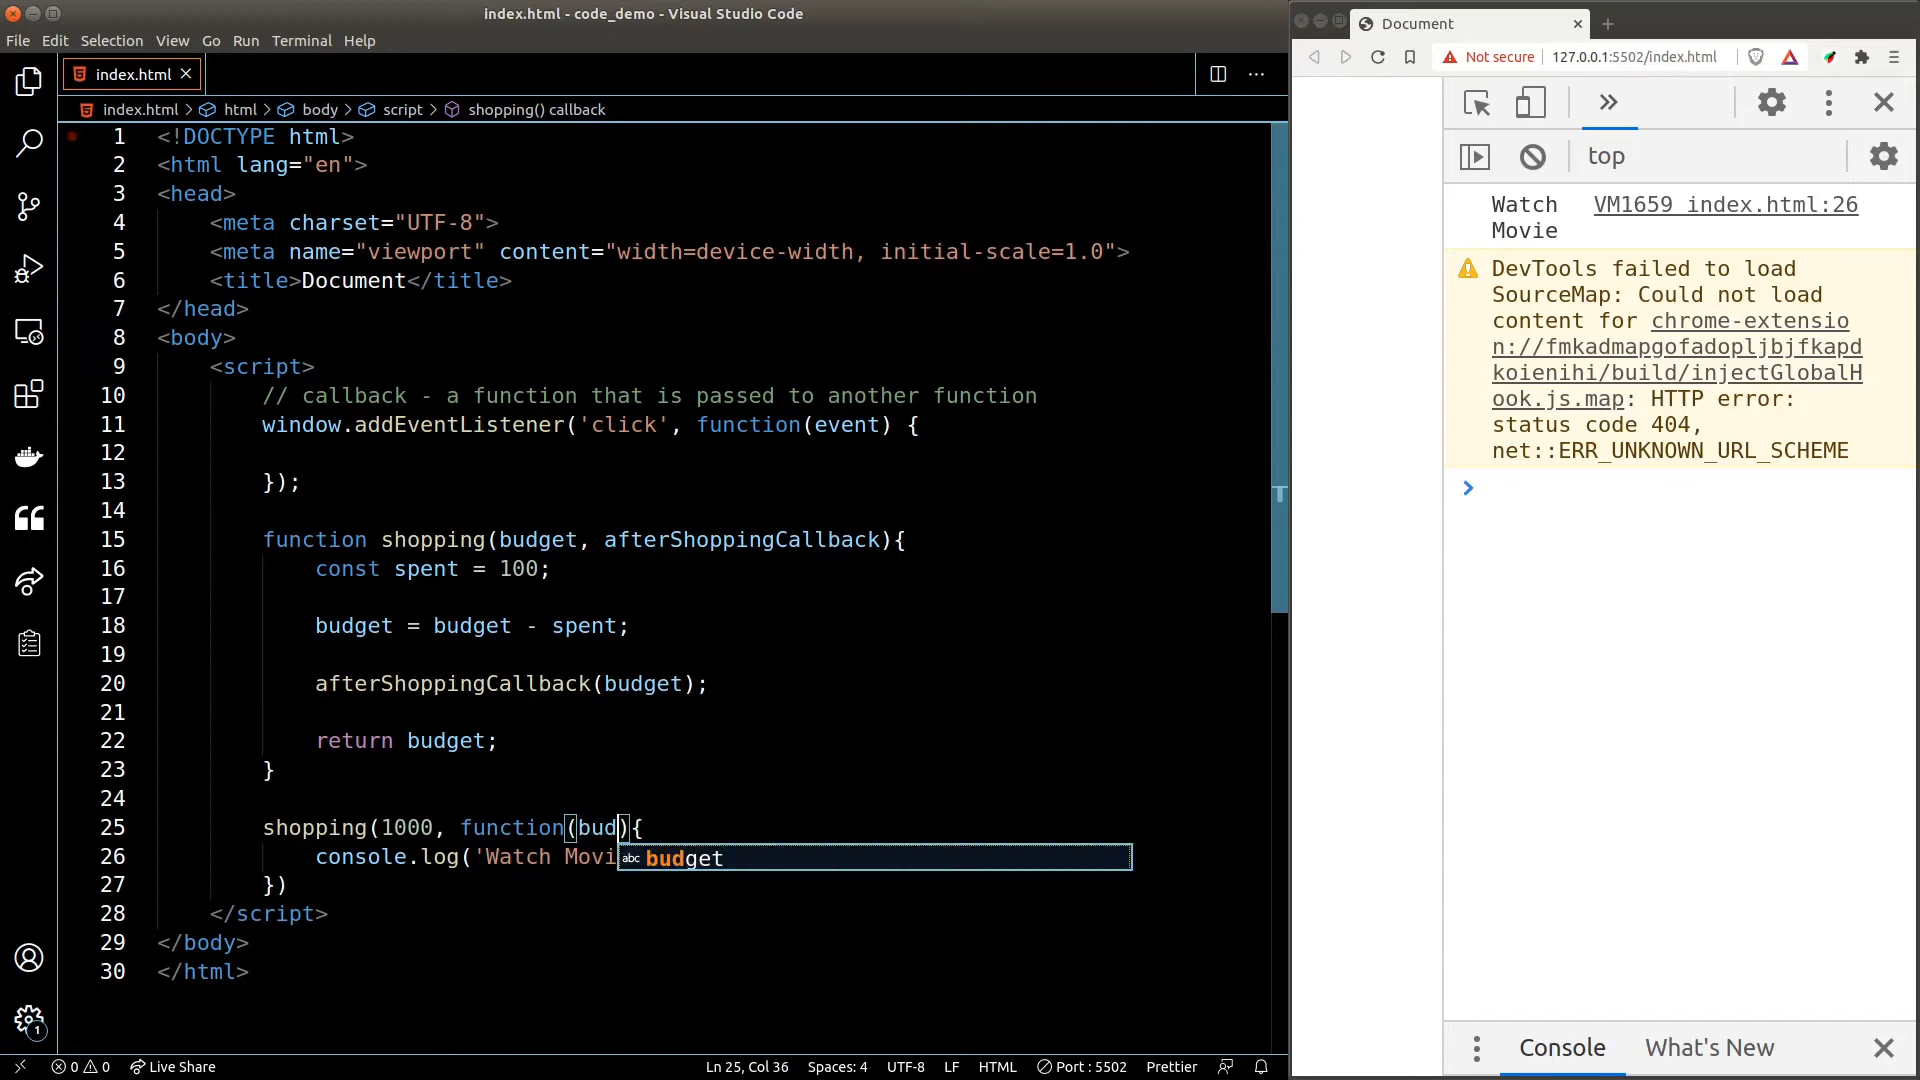 index.html - code_demo - Visual Studio Code
File Edit Selection View Go Run Terminal Help
index.html
index.html > html > body > script > shopping() callback
1 <!DOCTYPE html>
2 <html lang="en">
3 <head>
4 <meta charset="UTF-8">
5 <meta name="viewport" content="width=device-width, initial-scale=1.0">
6 <title>Document</title>
7 </head>
8 <body>
9 <script>
10 // callback - a function that is passed to another function
11 window.addEventListener('click', function(event) {
12
13 });
14
15 function shopping(budget, afterShoppingCallback){
16 const spent = 100;
17
18 budget = budget - spent;
19
20 afterShoppingCallback(budget);
21
22 return budget;
23 }
24
25 shopping(1000, function(bud){
26 console.log('Watch Movi
abc budget
27 })
28 </script>
29 </body>
30 </html>
1
0 0 Live Share
Ln 25, Col 36 Spaces: 4 UTF-8 LF HTML Port : 5502 Prettier
Document
Not secure 127.0.0.1:5502/index.html
top
Watch VM1659 index.html:26
Movie
DevTools failed to load
SourceMap: Could not load
content for chrome-extensio
n://fmkadmapgofadopljbjfkapd
koienihi/build/injectGlobalH
ook.js.map: HTTP error:
status code 404,
net::ERR_UNKNOWN_URL_SCHEME
Console What's New